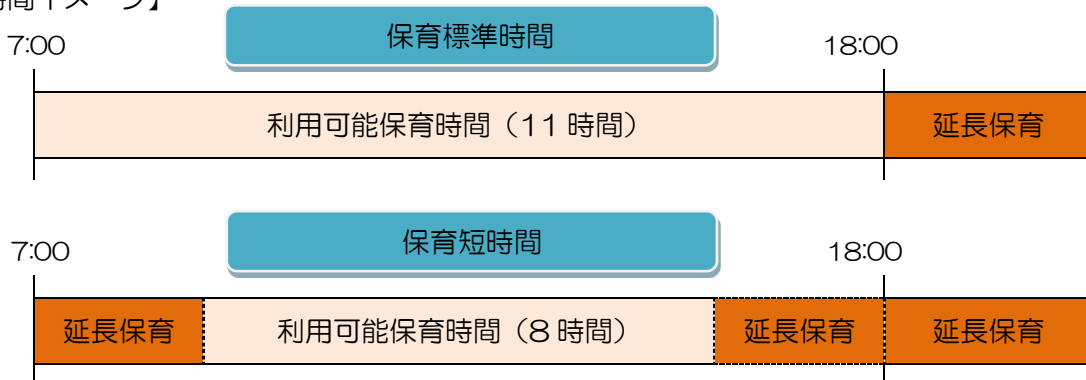 保育標準時間
7:00 18:00
利用可能保育時間（11 時間） 延長保育
保育短時間
7:00 18:00
延長保育 利用可能保育時間（8 時間） 延長保育 延長保育